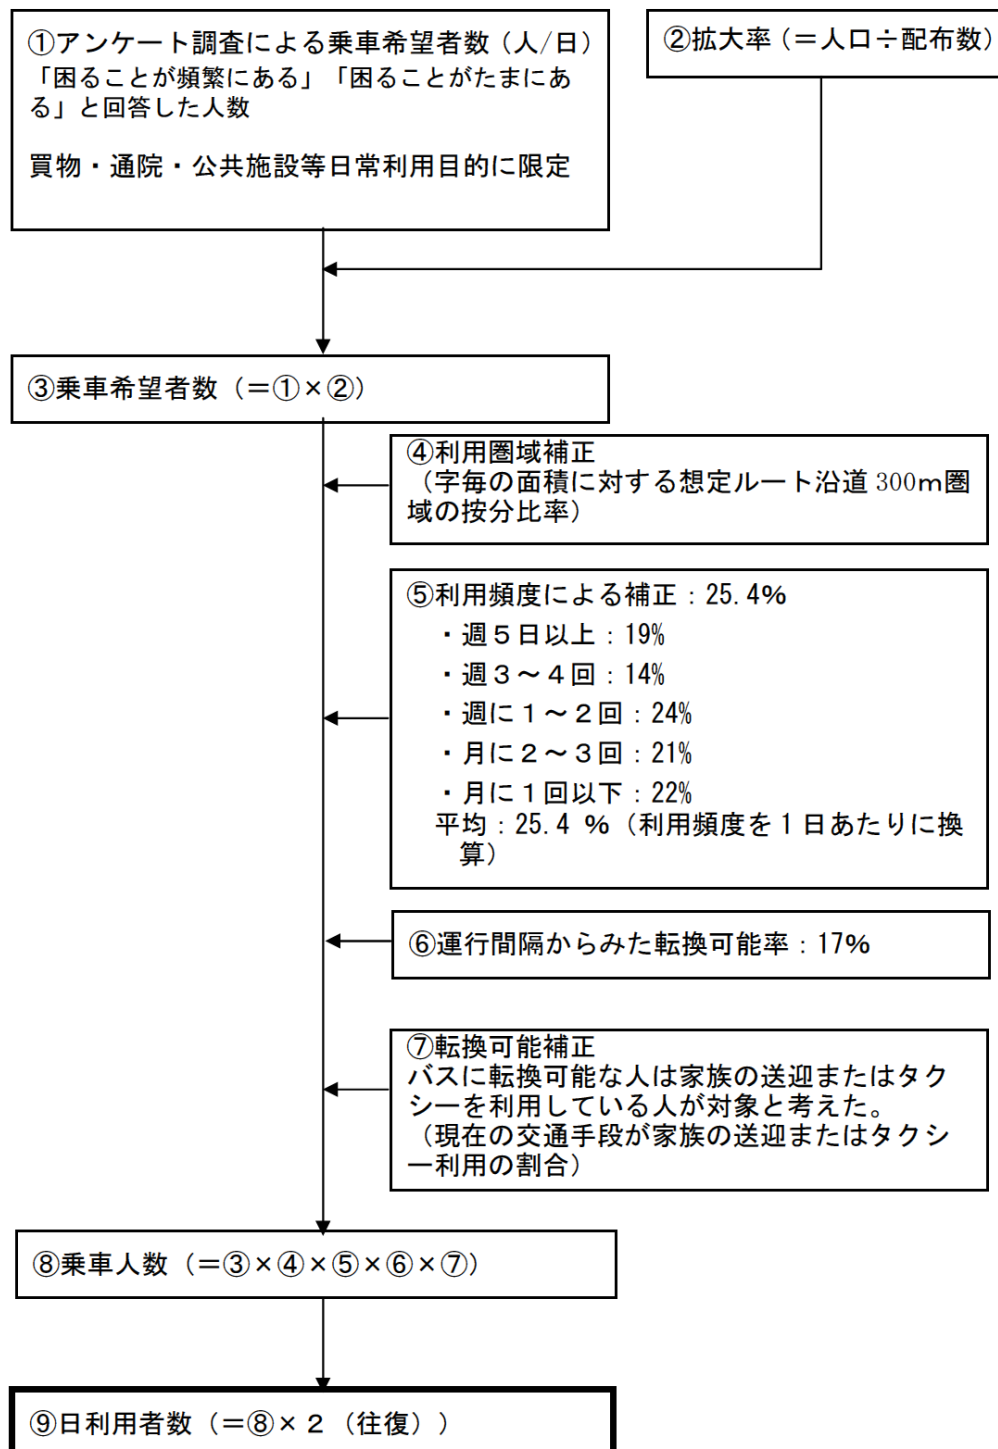 ①アンケート調査による乗車希望者数（人/日）
「困ることが頻繁にある」「困ることがたまにあ
る」と回答した人数
買物・通院・公共施設等日常利用目的に限定
②拡大率（＝人口÷配布数）
③乗車希望者数（＝①×②）
④利用圏域補正
（字毎の面積に対する想定ルート沿道 300ｍ圏
域の按分比率）
⑤利用頻度による補正：25.4％
・週５日以上：19%
・週３～４回：14%
・週に１～２回：24%
・月に２～３回：21%
・月に１回以下：22%
平均：25.4 ％（利用頻度を１日あたりに換
算）
⑥運行間隔からみた転換可能率：17％
⑦転換可能補正
バスに転換可能な人は家族の送迎またはタク
シーを利用している人が対象と考えた。
（現在の交通手段が家族の送迎またはタクシ
ー利用の割合）
⑧乗車人数（＝③×④×⑤×⑥×⑦）
⑨日利用者数（＝⑧×２（往復））